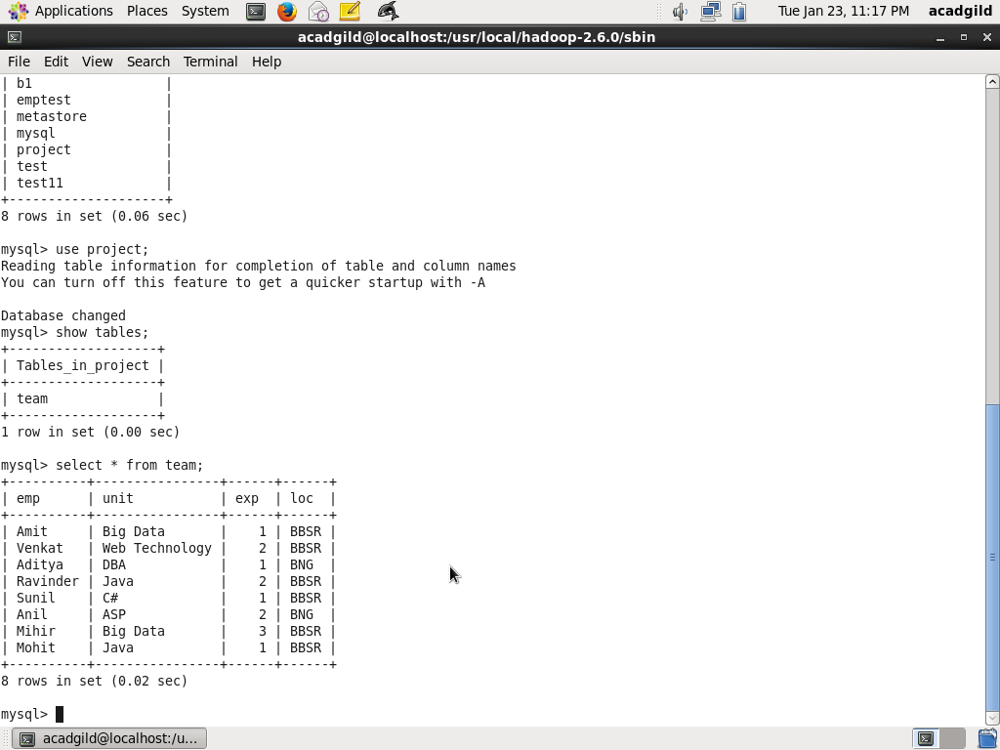 Applications Places System Tue Jan 23, 11:17 PM acadgild
acadgild@localhost:/usr/local/hadoop-2.6.0/sbin
File Edit View Search Terminal Help
| b1                 |
| emptest            |
| metastore          |
| mysql              |
| project            |
| test               |
| test11             |
+--------------------+
8 rows in set (0.06 sec)

mysql> use project;
Reading table information for completion of table and column names
You can turn off this feature to get a quicker startup with -A

Database changed
mysql> show tables;
+-------------------+
| Tables_in_project |
+-------------------+
| team              |
+-------------------+
1 row in set (0.00 sec)

mysql> select * from team;
+----------+----------------+------+------+
| emp      | unit           | exp  | loc  |
+----------+----------------+------+------+
| Amit     | Big Data       |    1 | BBSR |
| Venkat   | Web Technology |    2 | BBSR |
| Aditya   | DBA            |    1 | BNG  |
| Ravinder | Java           |    2 | BBSR |
| Sunil    | C#             |    1 | BBSR |
| Anil     | ASP            |    2 | BNG  |
| Mihir    | Big Data       |    3 | BBSR |
| Mohit    | Java           |    1 | BBSR |
+----------+----------------+------+------+
8 rows in set (0.02 sec)

mysql>
acadgild@localhost:/u...